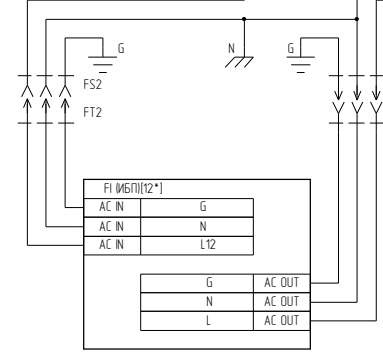 G
N
G
FS2
FT2
FI (ИБП)[12*]
AC IN G
AC IN N
AC IN L12
G AC OUT
N AC OUT
L AC OUT